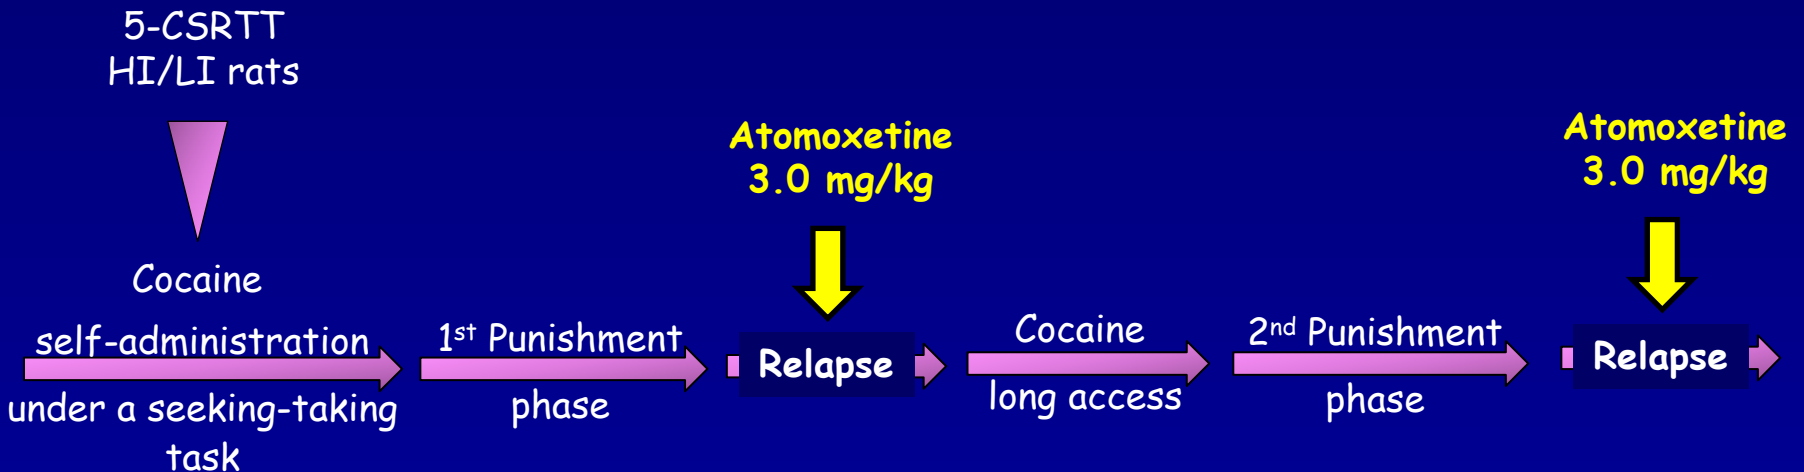 5-CSRTT
HI/LI rats
Cocaine
self-administration
under a seeking-taking
task
1st Punishment
phase
Atomoxetine
3.0 mg/kg
Relapse
Cocaine
long access
2nd Punishment
phase
Atomoxetine
3.0 mg/kg
Relapse